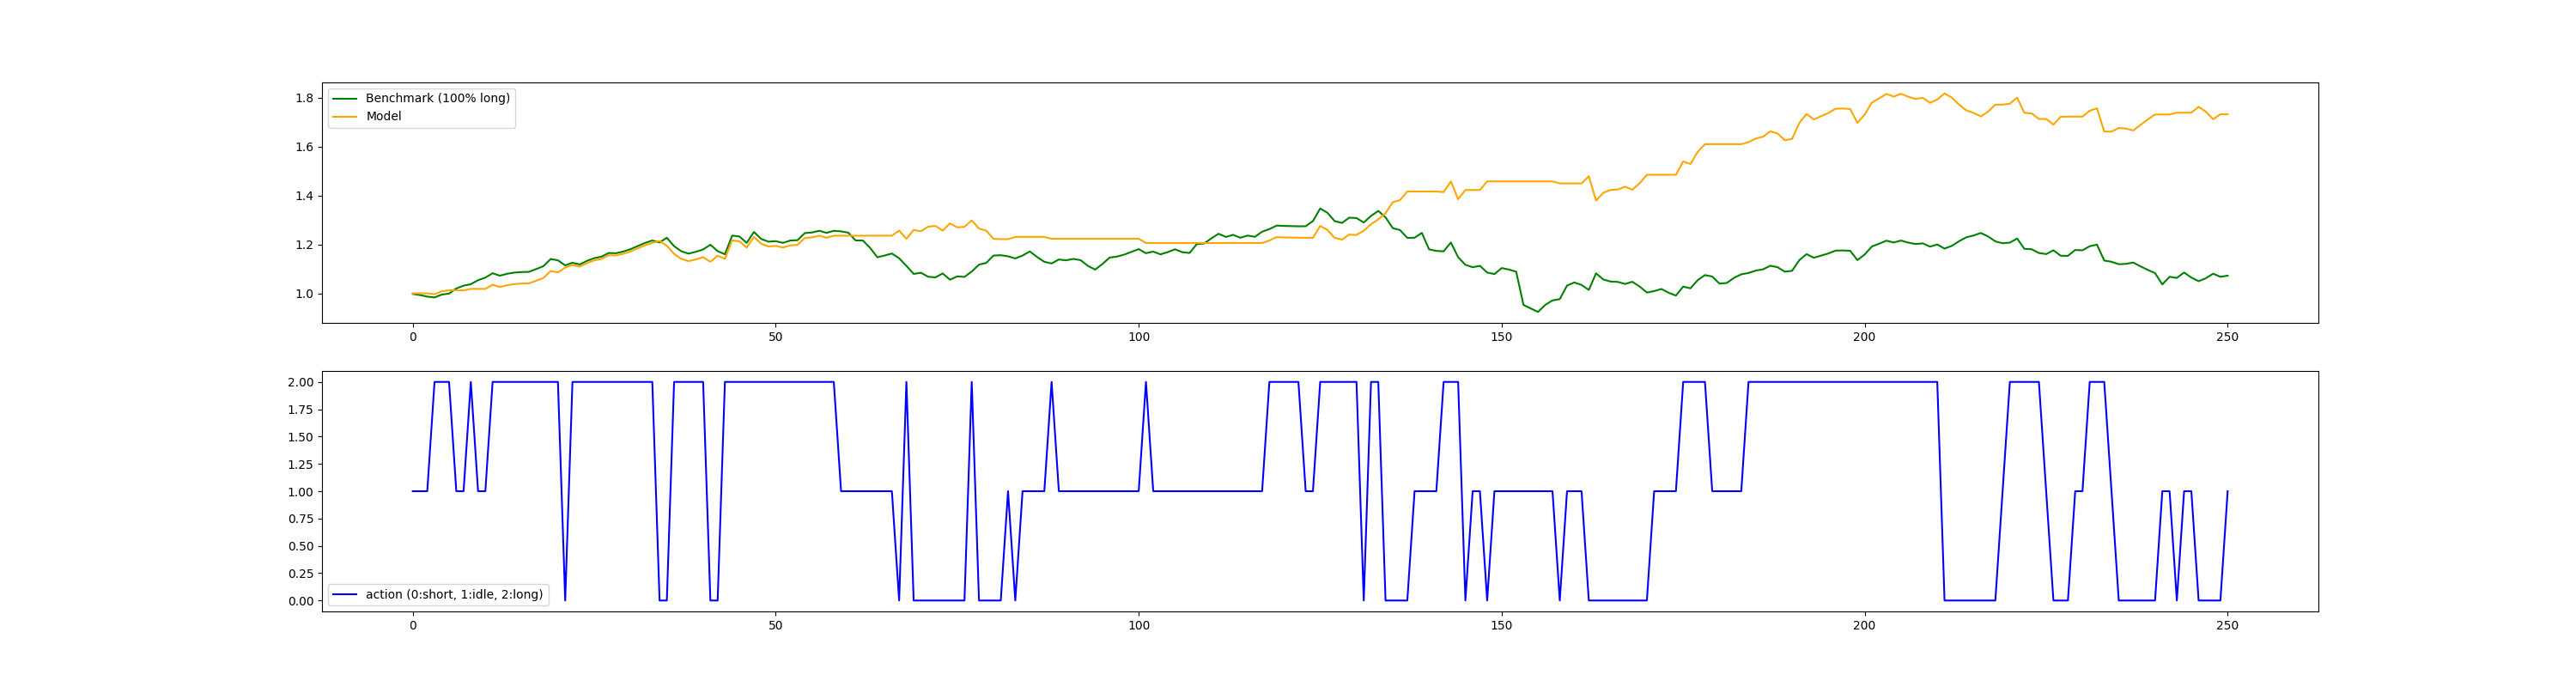 1.8
1.6
1.4
1.2
1.0
Benchmark (100% long)
Model
0 50 100 150 200 250
2.00
1.75
1.50
1.25
1.00
0.75
0.50
0.25
0.00
action (0:short, 1:idle, 2:long)
0 50 100 150 200 250